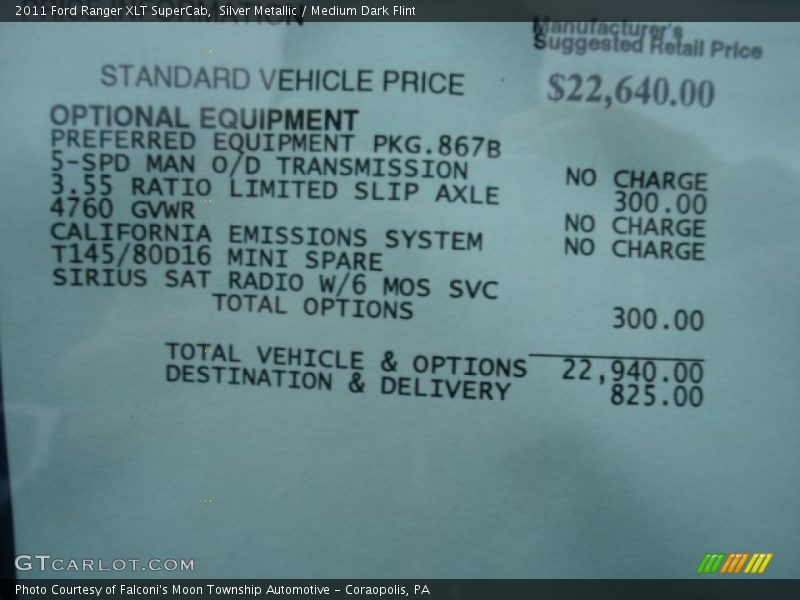 2011 Ford Ranger XLT SuperCab, Silver Metallic / Medium Dark Flint
Manufacturer's
Suggested Retail Price
STANDARD VEHICLE PRICE $22,640.00
OPTIONAL EQUIPMENT
PREFERRED EQUIPMENT PKG.867B
5-SPD MAN O/D TRANSMISSION NO CHARGE
3.55 RATIO LIMITED SLIP AXLE 300.00
4760 GVWR NO CHARGE
CALIFORNIA EMISSIONS SYSTEM NO CHARGE
T145/80D16 MINI SPARE
SIRIUS SAT RADIO W/6 MOS SVC
TOTAL OPTIONS 300.00
TOTAL VEHICLE & OPTIONS 22,940.00
DESTINATION & DELIVERY 825.00
GTCARLOT.COM
Photo Courtesy of Falconi's Moon Township Automotive - Coraopolis, PA